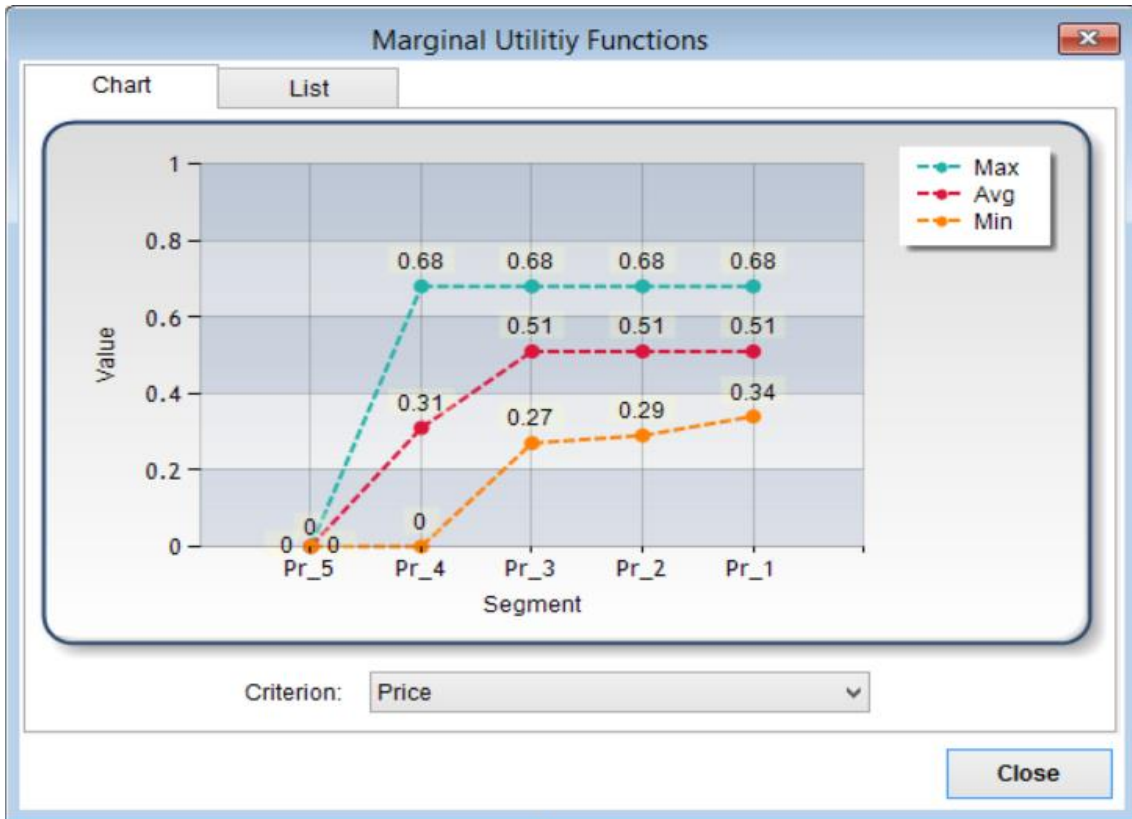 Marginal Utilitiy Functions
Chart List
1
0.8
0.6
0.4
0.2
0
Value
0.68 0.68 0.68 0.68
0.51 0.51 0.51
0.31
0.27 0.29 0.34
0
0 0 0
Pr_5 Pr_4 Pr_3 Pr_2 Pr_1
Segment
Max
Avg
Min
Criterion: Price
Close